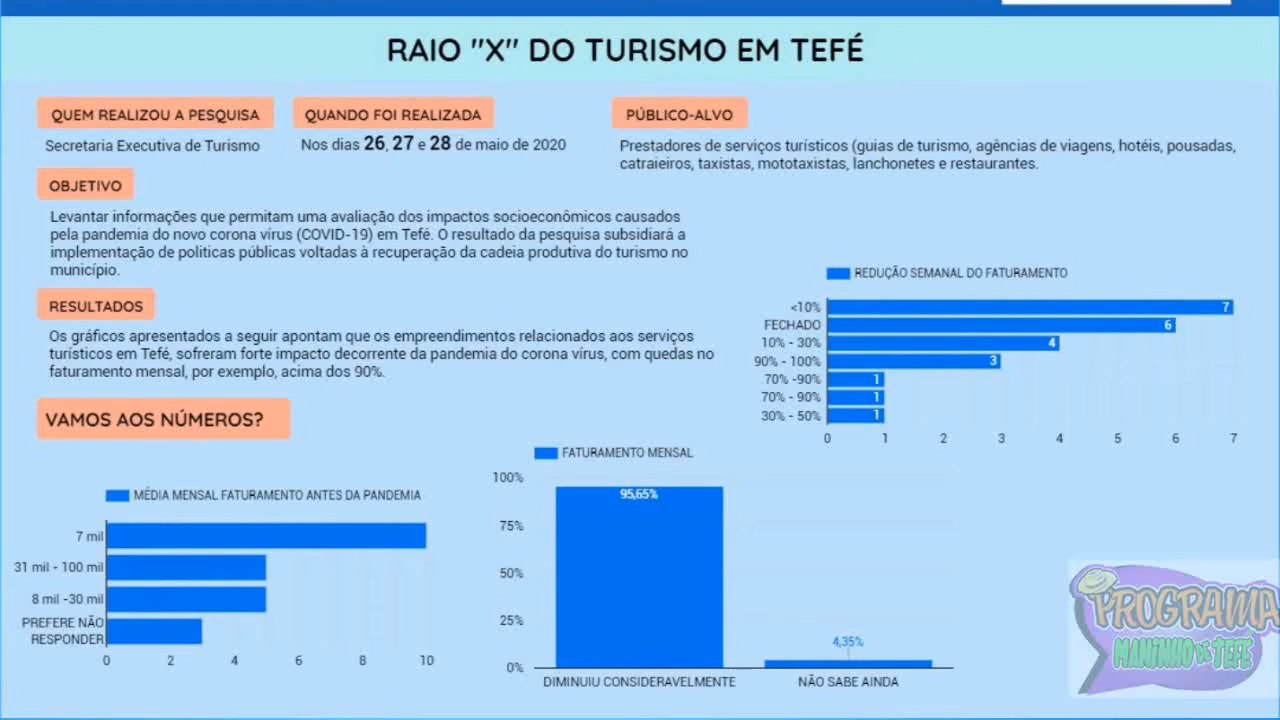 RAIO "X" DO TURISMO EM TEFÉ
QUEM REALIZOU A PESQUISA
Secretaria Executiva de Turismo
QUANDO FOI REALIZADA
Nos dias 26, 27 e 28 de maio de 2020
PÚBLICO-ALVO
Prestadores de serviços turísticos (guias de turismo, agências de viagens, hotéis, pousadas,
catraieiros, taxistas, mototaxistas, lanchonetes e restaurantes.
OBJETIVO
Levantar informações que permitam uma avaliação dos impactos socioeconômicos causados
pela pandemia do novo corona vírus (COVID-19) em Tefé. O resultado da pesquisa subsidiará a
implementação de politicas públicas voltadas à recuperação da cadeia produtiva do turismo no
município.
RESULTADOS
Os gráficos apresentados a seguir apontam que os empreendimentos relacionados aos serviços
turísticos em Tefé, sofreram forte impacto decorrente da pandemia do corona vírus, com quedas no
faturamento mensal, por exemplo, acima dos 90%.
VAMOS AOS NÚMEROS?
REDUÇÃO SEMANAL DO FATURAMENTO
<10% 7
FECHADO 6
10% - 30% 4
90% - 100% 3
70% -90% 1
70% - 90% 1
30% - 50% 1
0 1 2 3 4 5 6 7
MÉDIA MENSAL FATURAMENTO ANTES DA PANDEMIA
7 mil
31 mil - 100 mil
8 mil -30 mil
PREFERE NÃO
RESPONDER
0 2 4 6 8 10
FATURAMENTO MENSAL
100%
75%
50%
25%
0%
95,65%
4,35%
DIMINUIU CONSIDERAVELMENTE NÃO SABE AINDA
PROGRAMA
MANINHO DE TEFÉ